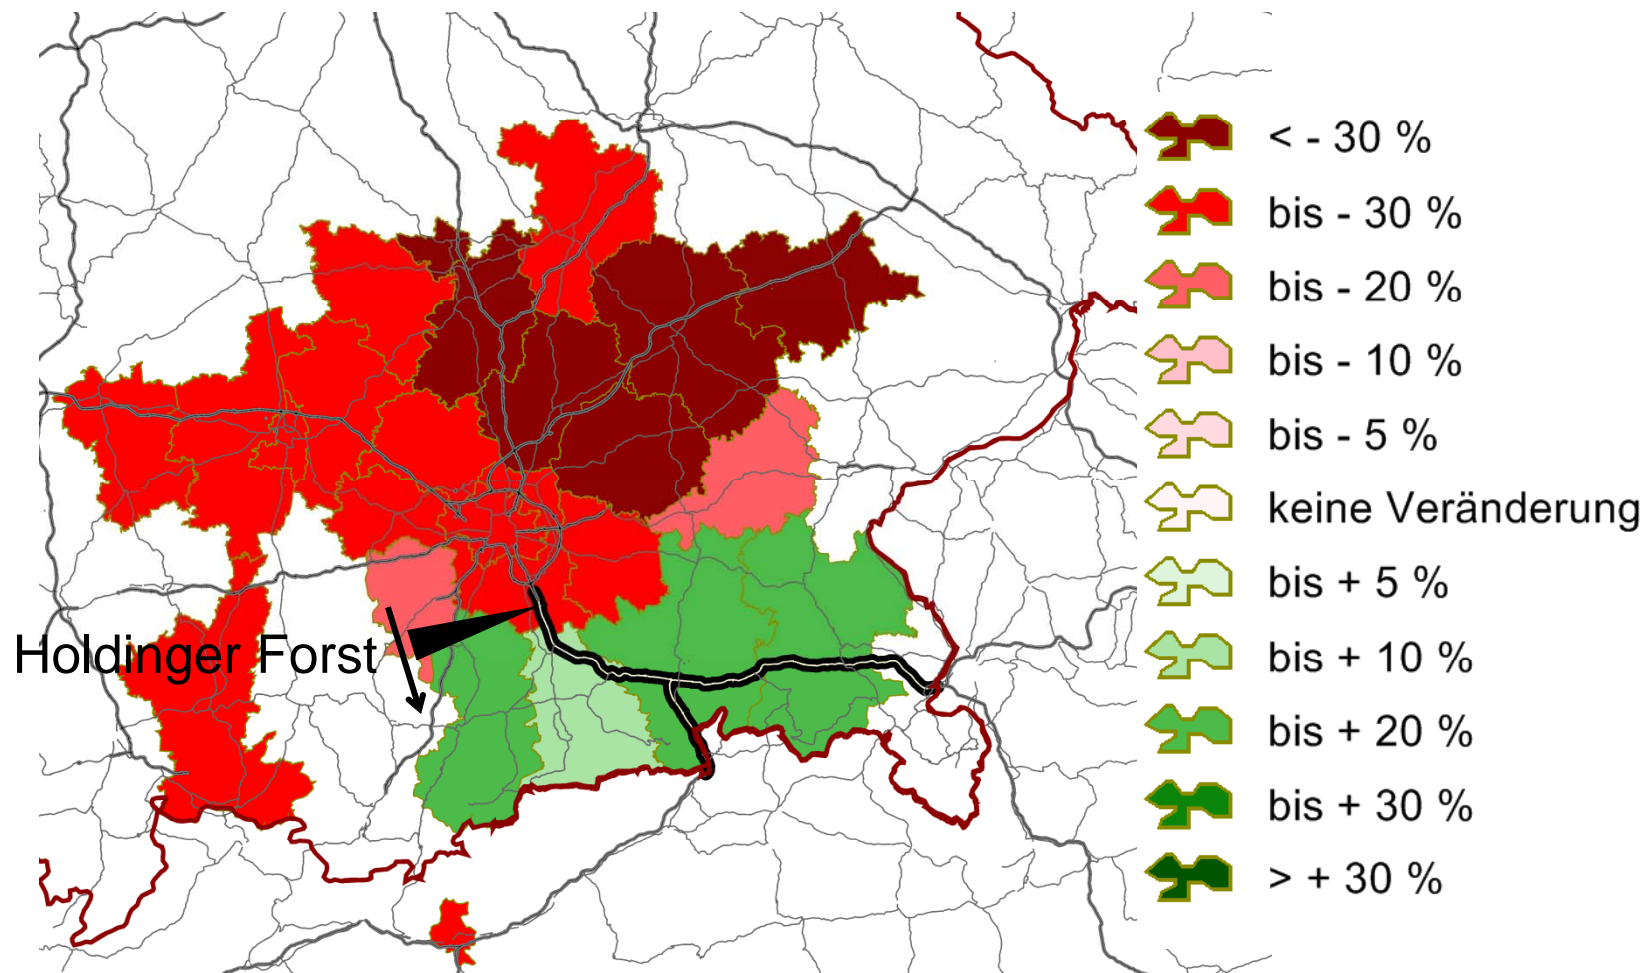 < - 30 %
bis - 30 %
bis - 20 %
bis - 10 %
bis - 5 %
keine Veränderung
bis + 5 %
Holdinger Forst
bis + 10 %
bis + 20 %
bis + 30 %
> + 30 %